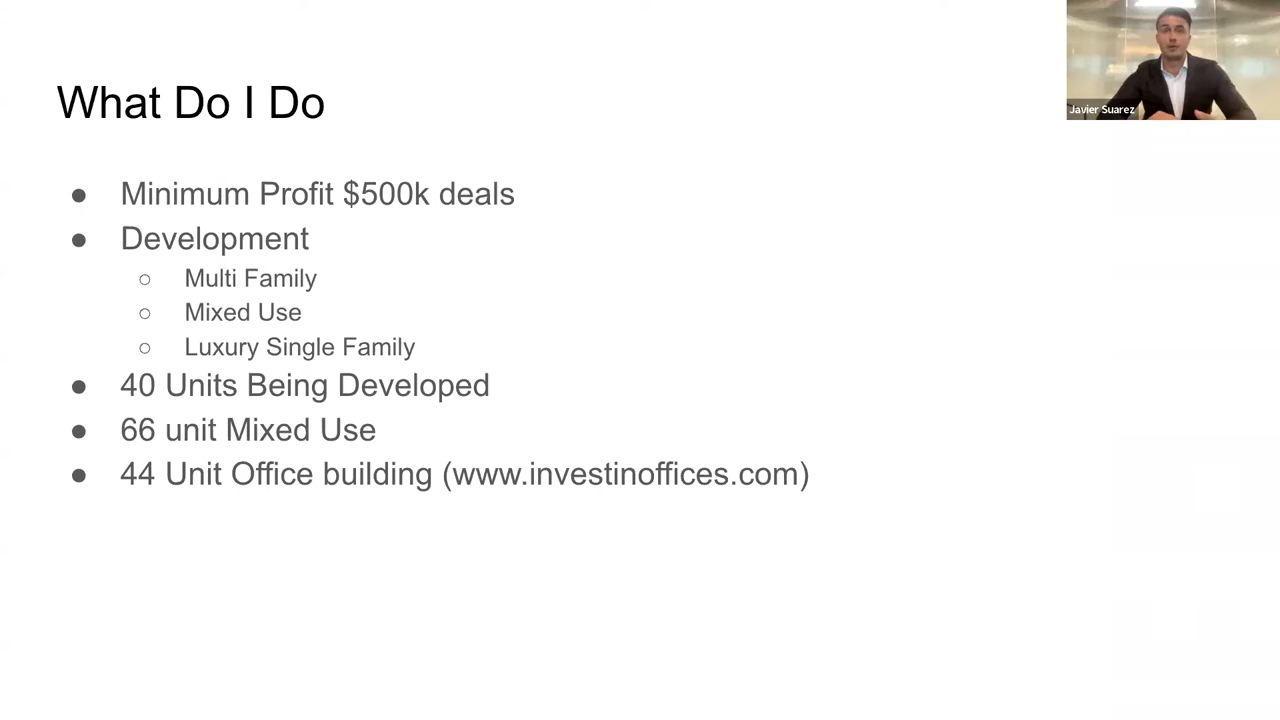 What Do I Do
● Minimum Profit $500k deals
● Development
○ Multi Family
○ Mixed Use
○ Luxury Single Family
● 40 Units Being Developed
● 66 unit Mixed Use
● 44 Unit Office building (www.investinoffices.com)
Javier Suarez